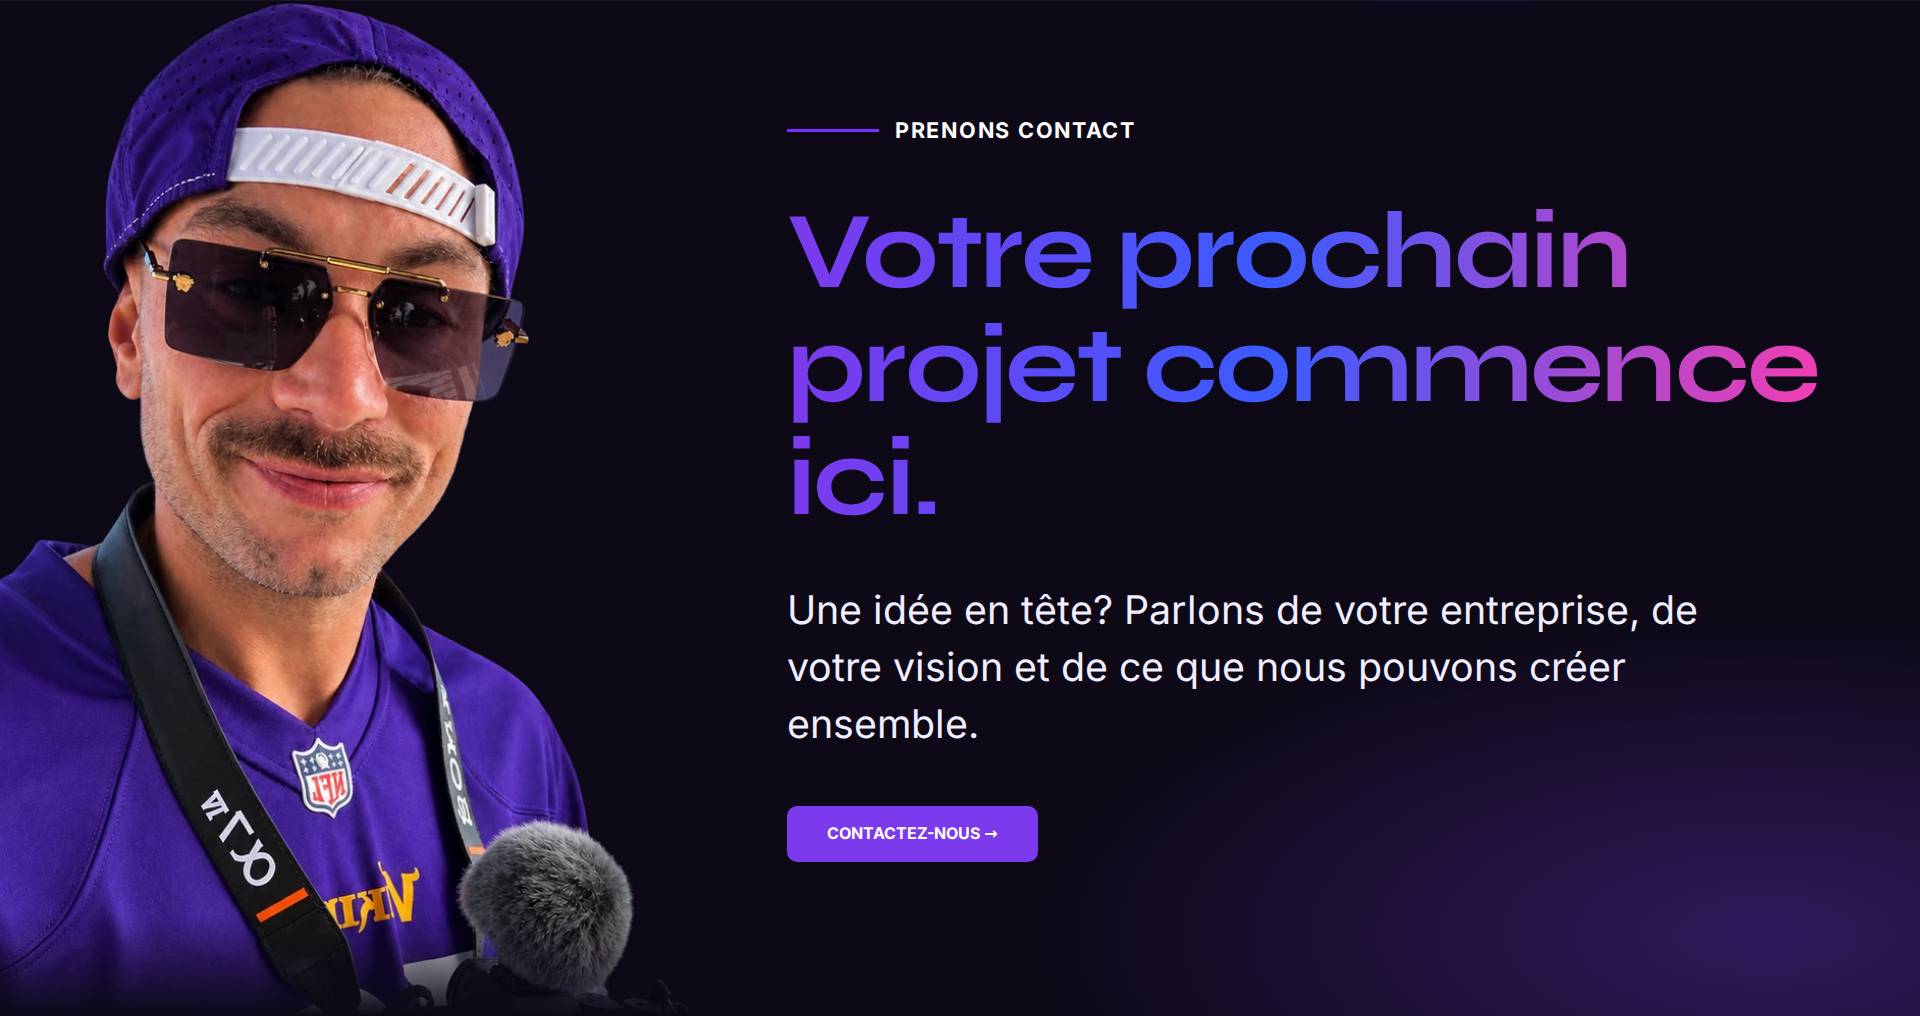 PRENONS CONTACT
Votre prochain
projet commence
ici.
Une idée en tête? Parlons de votre entreprise, de
votre vision et de ce que nous pouvons créer
ensemble.
CONTACTEZ-NOUS →
NFL